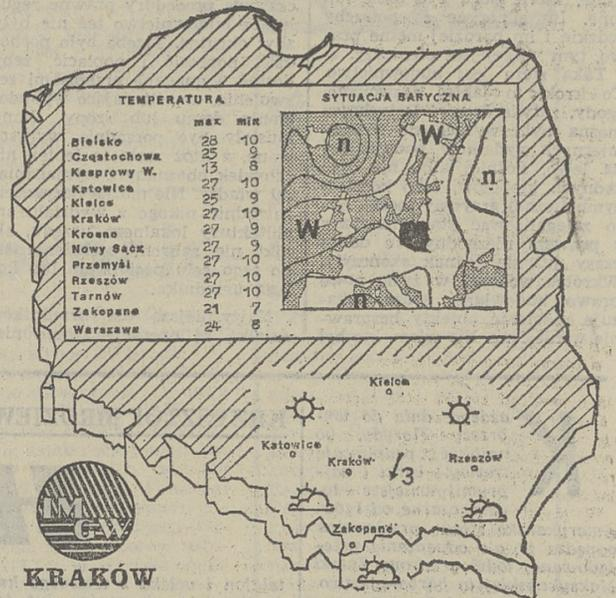 TEMPERATURA
max min
Bielsko 28 10
Częstochowa 25 9
Kasprowy W. 13 8
Katowice 27 10
Kielce 25 9
Kraków 27 10
Krosno 27 9
Nowy Sącz 27 9
Przemyśl 27 10
Rzeszów 27 10
Tarnów 27 10
Zakopane 21 7
Warszawa 24 8
SYTUACJA BARYCZNA
n
W
n
W
n
Kielce
Katowice
Kraków
3
Rzeszów
Zakopane
IM
GW
KRAKÓW